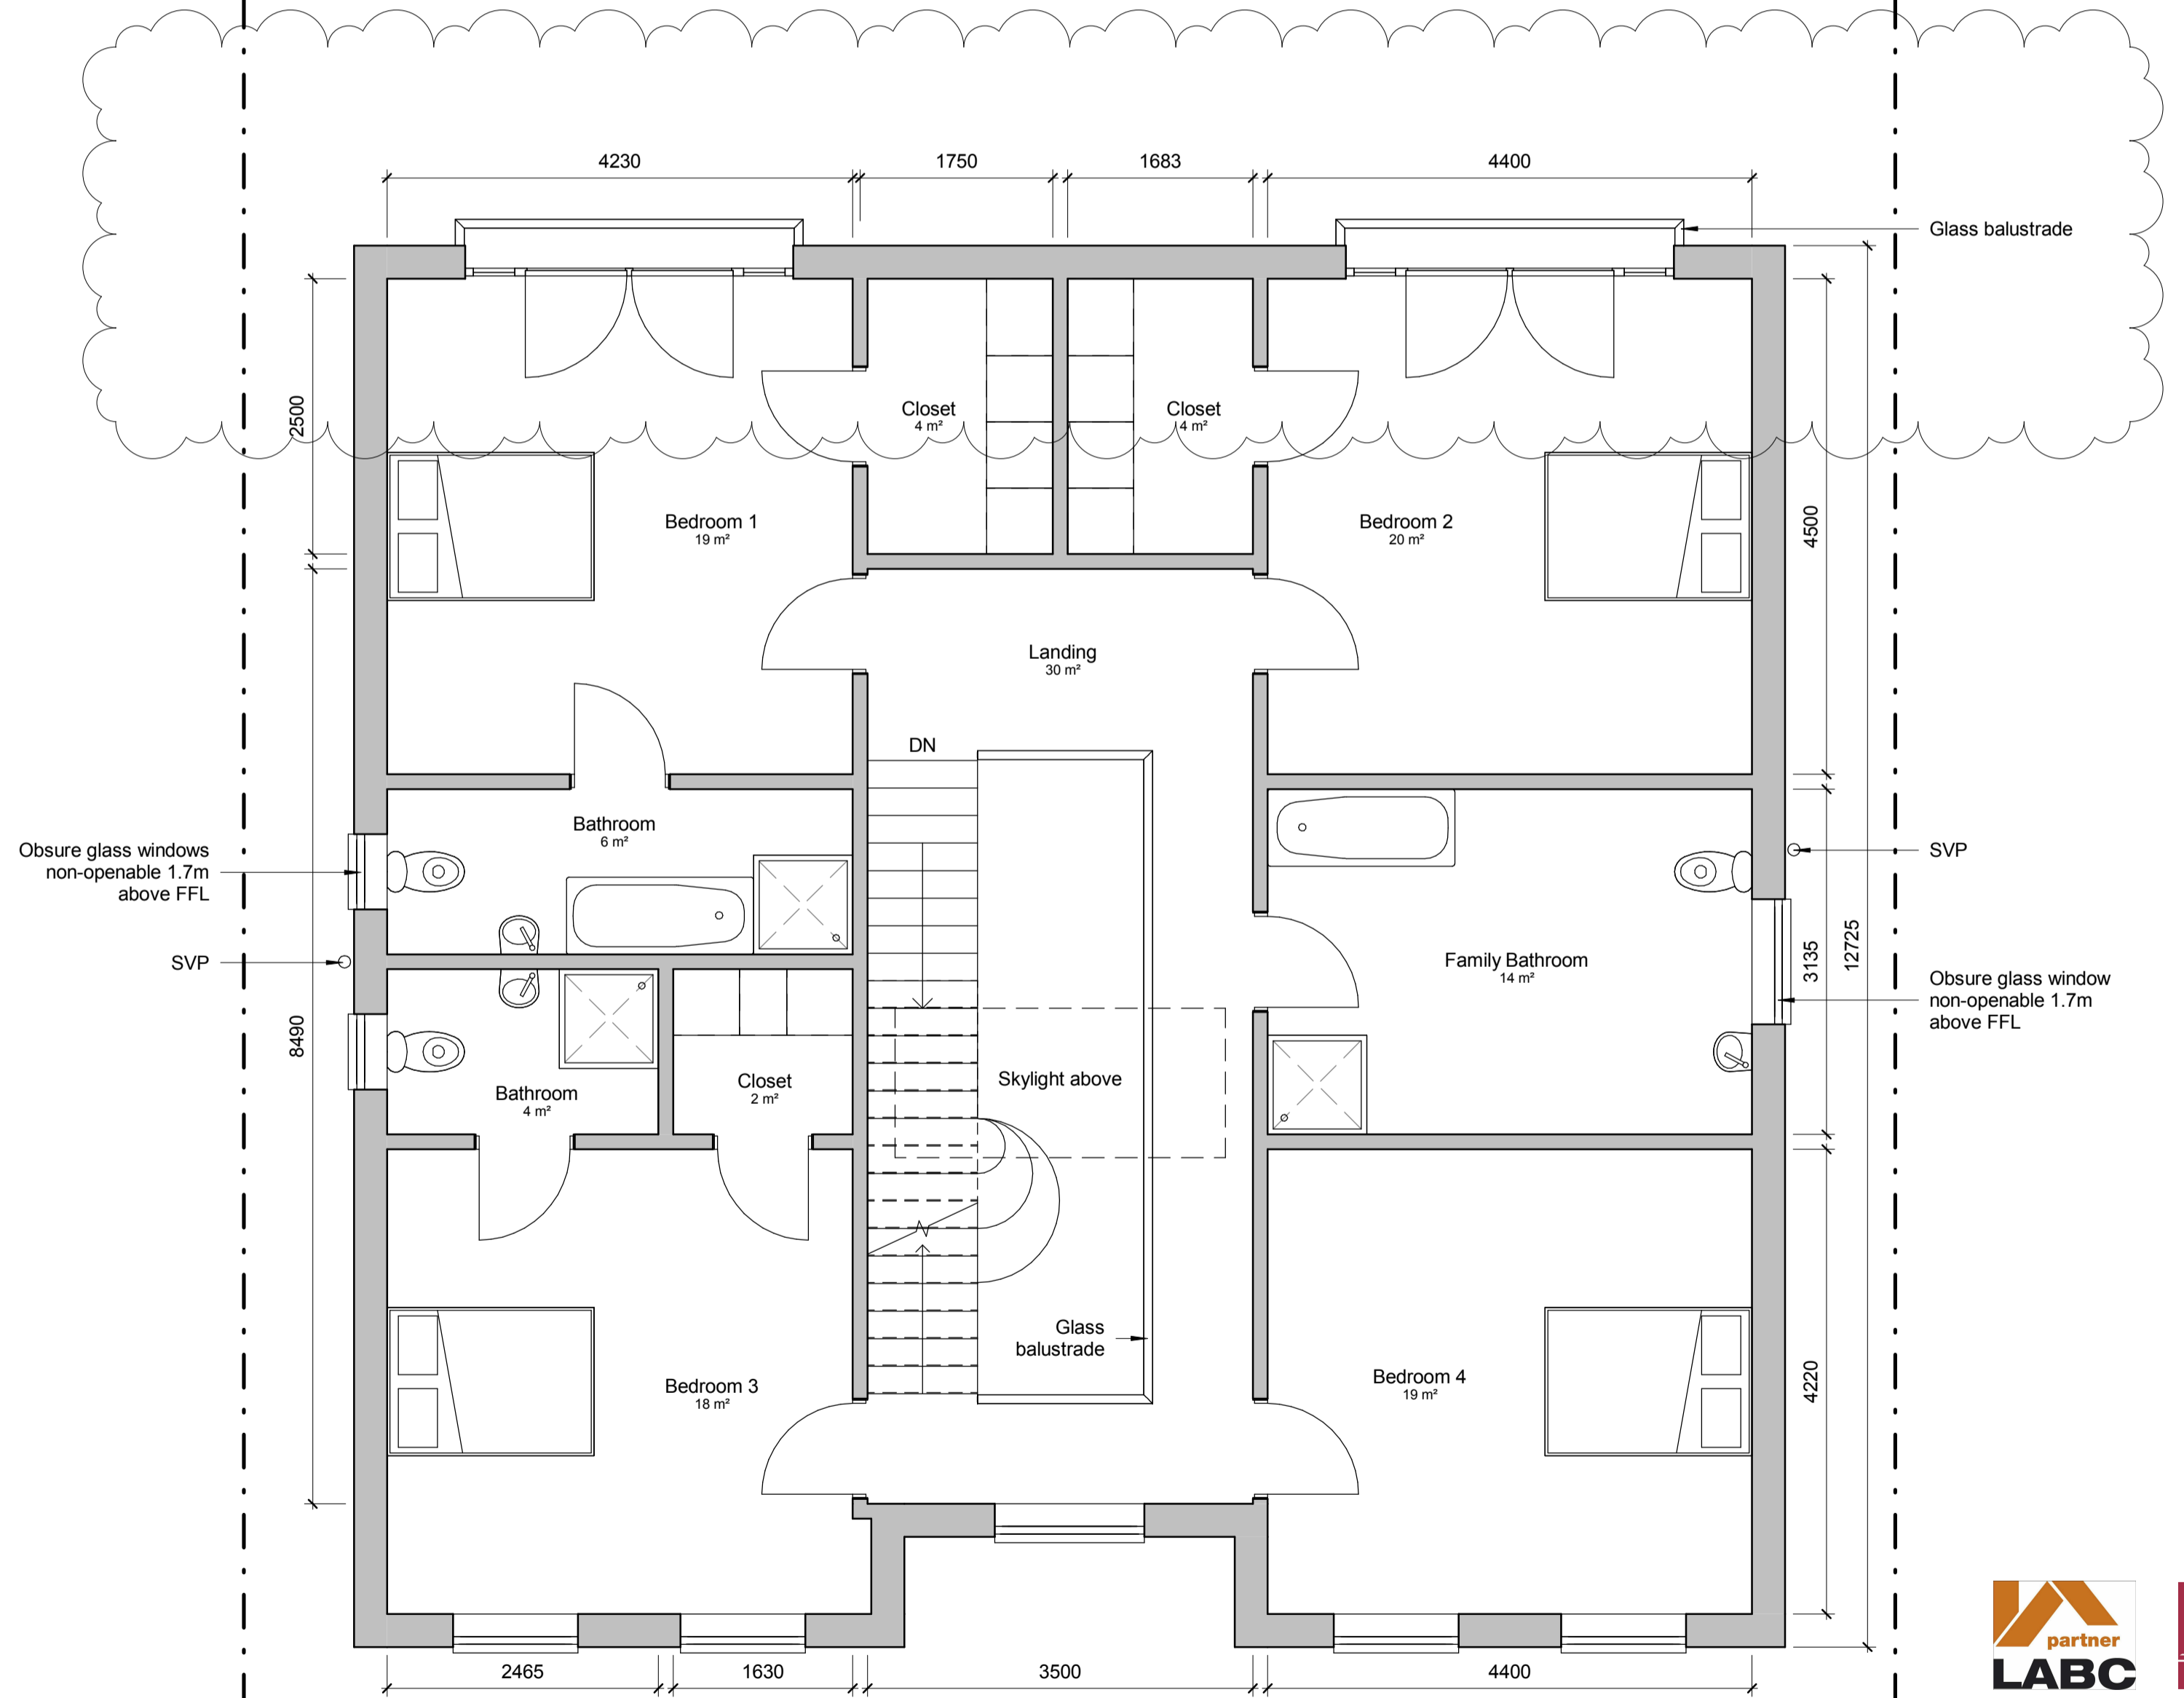 4230
1750
1683
4400
Glass balustrade
2500
Closet
4 m²
Closet
4 m²
Bedroom 1
19 m²
Bedroom 2
20 m²
4500
Landing
30 m²
DN
Bathroom
6 m²
Obsure glass windows
non-openable 1.7m
above FFL
SVP
SVP
Family Bathroom
14 m²
3135
12725
Obsure glass window
non-openable 1.7m
above FFL
8490
Bathroom
4 m²
Closet
2 m²
Skylight above
Glass
balustrade
Bedroom 3
18 m²
Bedroom 4
19 m²
4220
2465
1630
3500
4400
partner
LABC